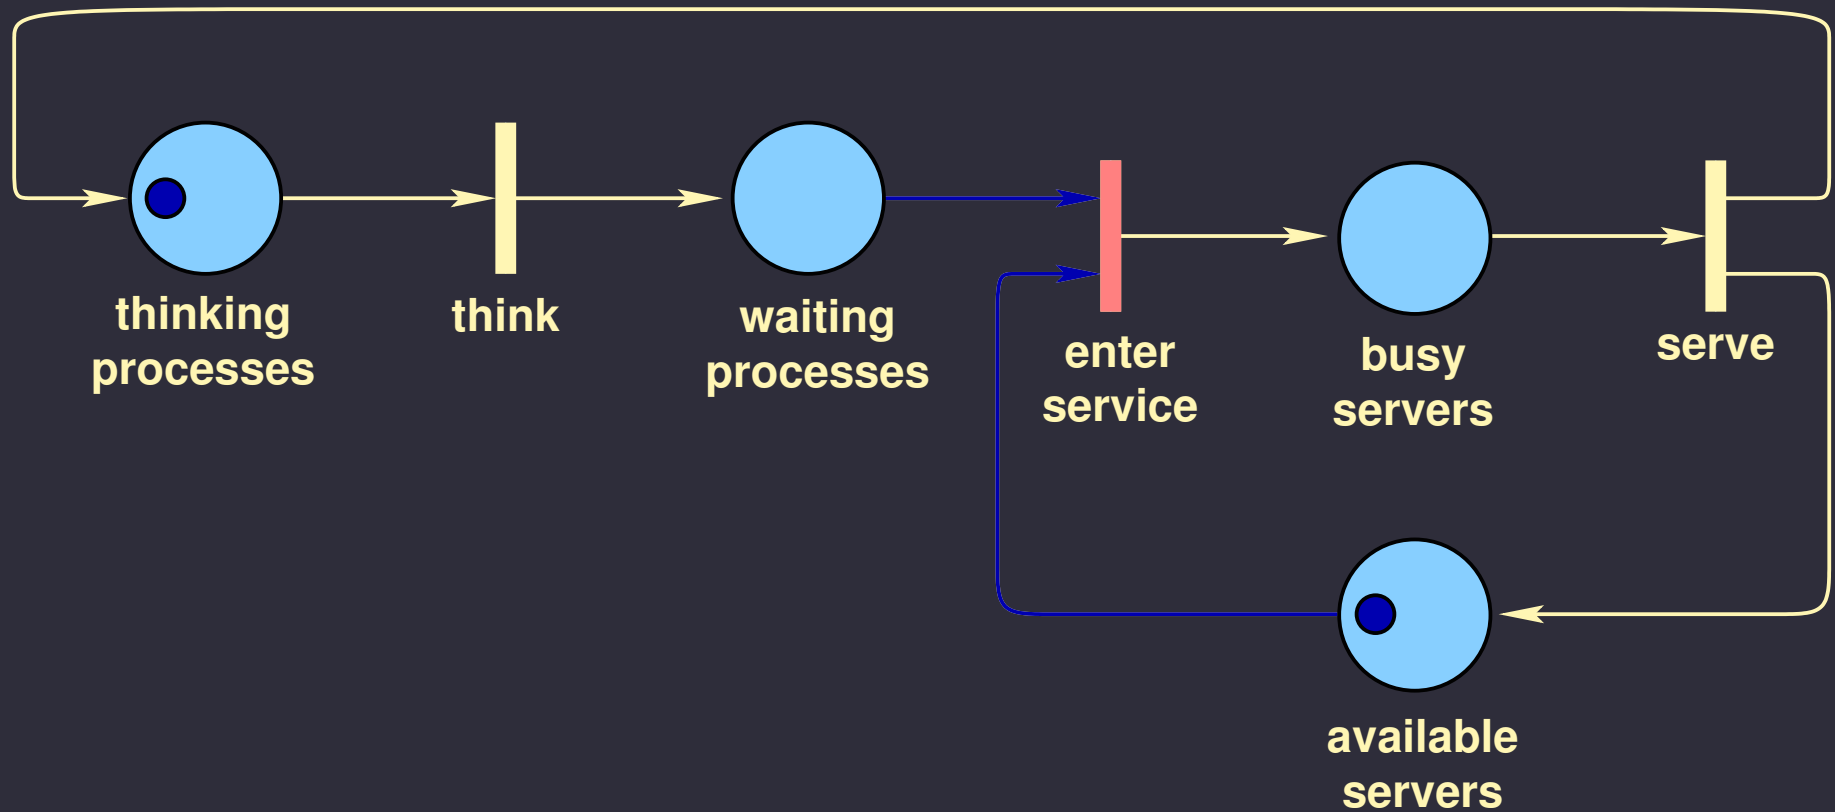 thinking
processes
think
waiting
processes
enter
service
busy
servers
serve
available
servers